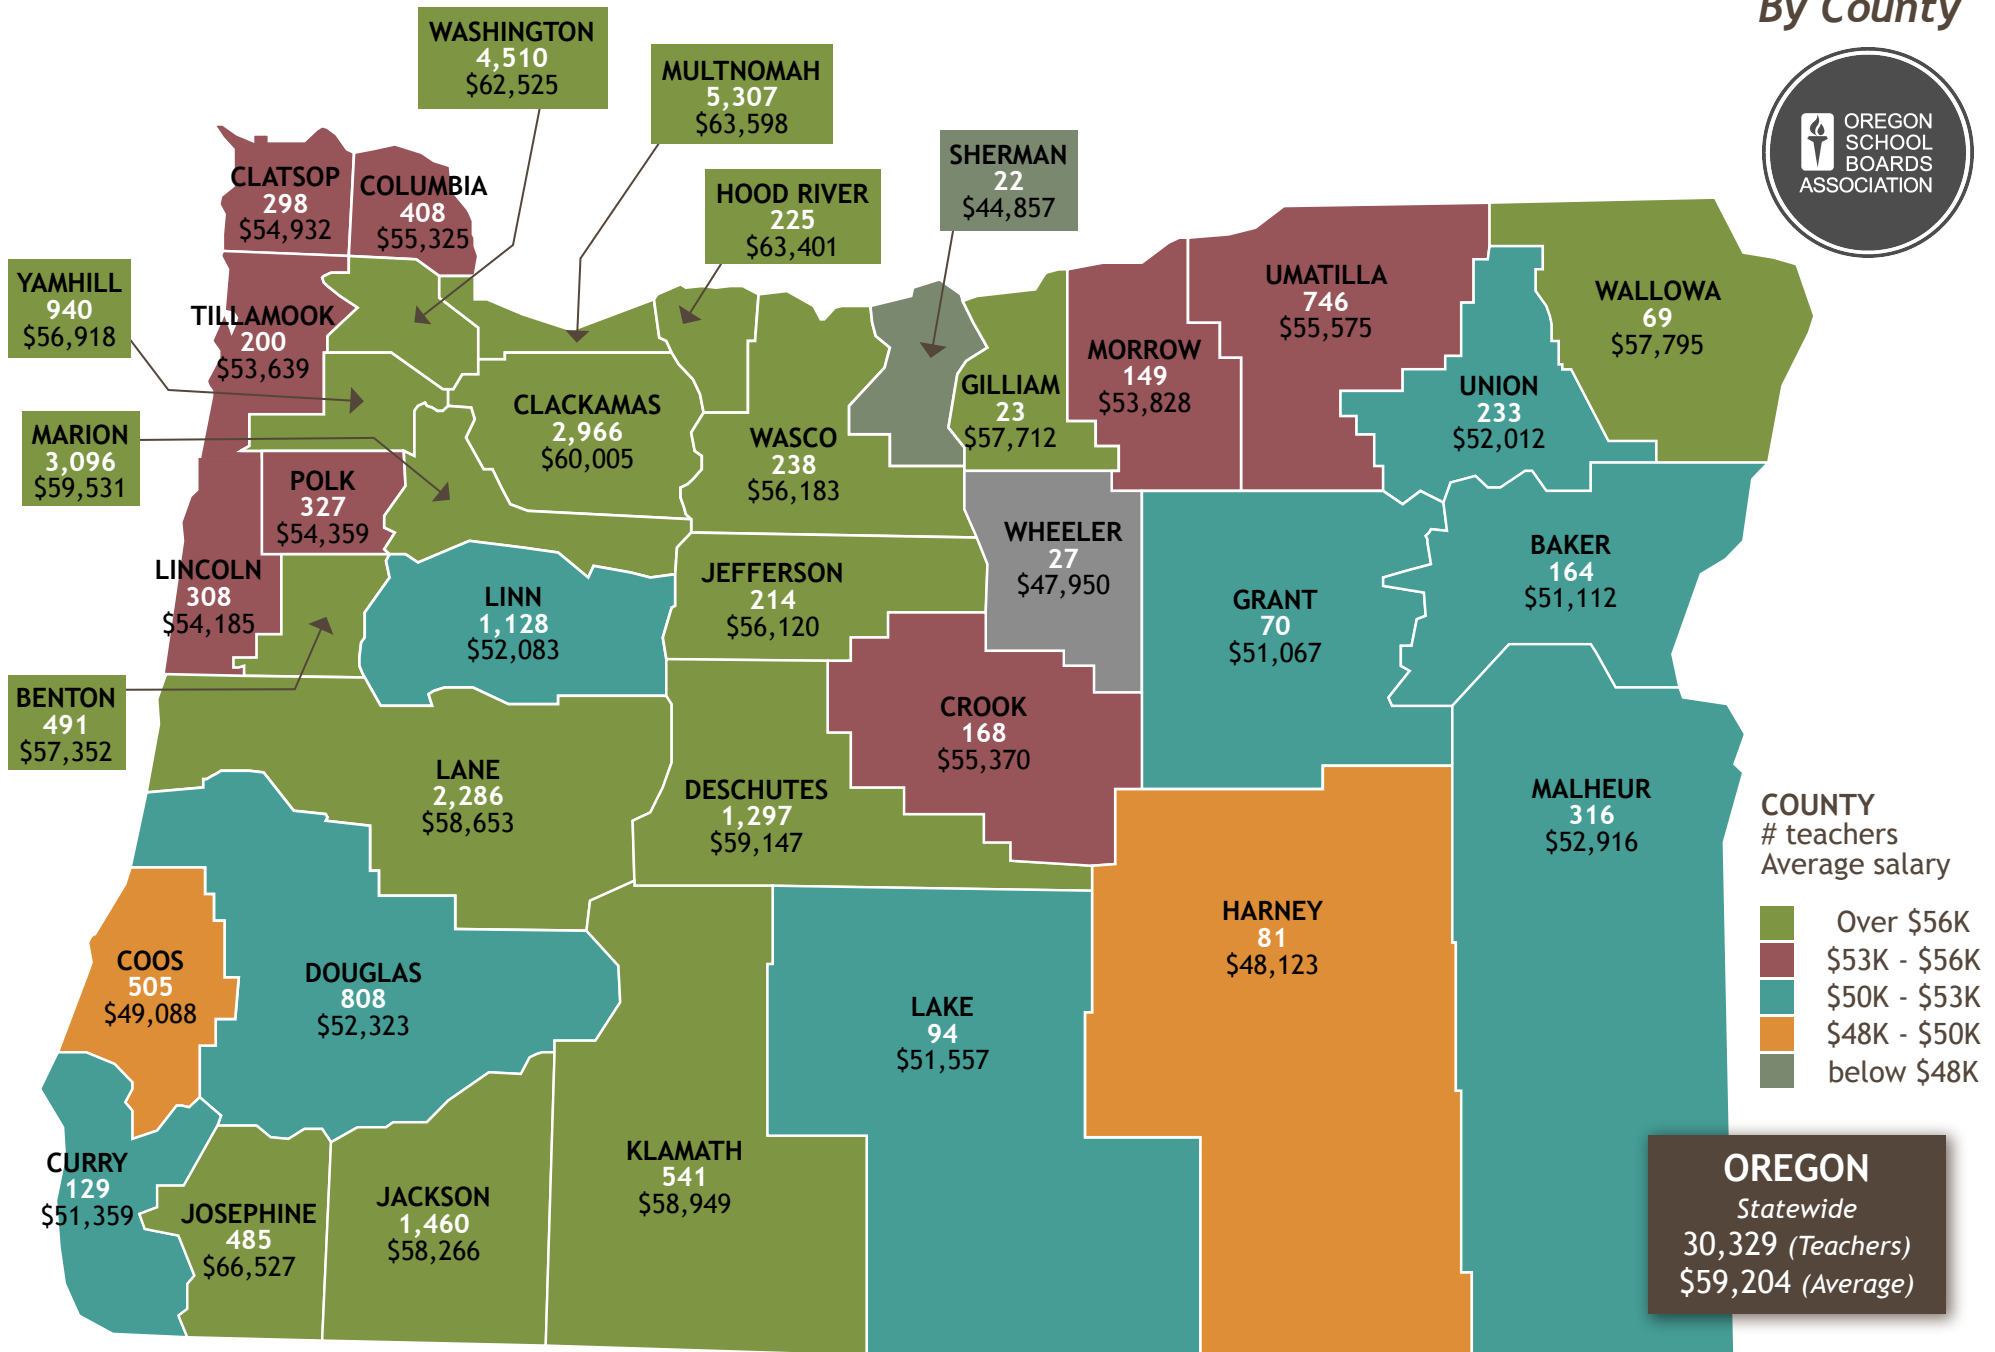 By County
OREGON
SCHOOL
BOARDS
ASSOCIATION
WASHINGTON
4,510
$62,525
MULTNOMAH
5,307
$63,598
HOOD RIVER
225
$63,401
SHERMAN
22
$44,857
CLATSOP
298
$54,932
COLUMBIA
408
$55,325
YAMHILL
940
$56,918
TILLAMOOK
200
$53,639
MARION
3,096
$59,531
CLACKAMAS
2,966
$60,005
WASCO
238
$56,183
GILLIAM
23
$57,712
MORROW
149
$53,828
UMATILLA
746
$55,575
UNION
233
$52,012
WALLOWA
69
$57,795
POLK
327
$54,359
LINCOLN
308
$54,185
LINN
1,128
$52,083
JEFFERSON
214
$56,120
WHEELER
27
$47,950
GRANT
70
$51,067
BAKER
164
$51,112
BENTON
491
$57,352
LANE
2,286
$58,653
DESCHUTES
1,297
$59,147
CROOK
168
$55,370
MALHEUR
316
$52,916
COOS
505
$49,088
DOUGLAS
808
$52,323
LAKE
94
$51,557
HARNEY
81
$48,123
CURRY
129
$51,359
JOSEPHINE
485
$66,527
JACKSON
1,460
$58,266
KLAMATH
541
$58,949
COUNTY
# teachers
Average salary
Over $56K
$53K - $56K
$50K - $53K
$48K - $50K
below $48K
OREGON
Statewide
30,329 (Teachers)
$59,204 (Average)